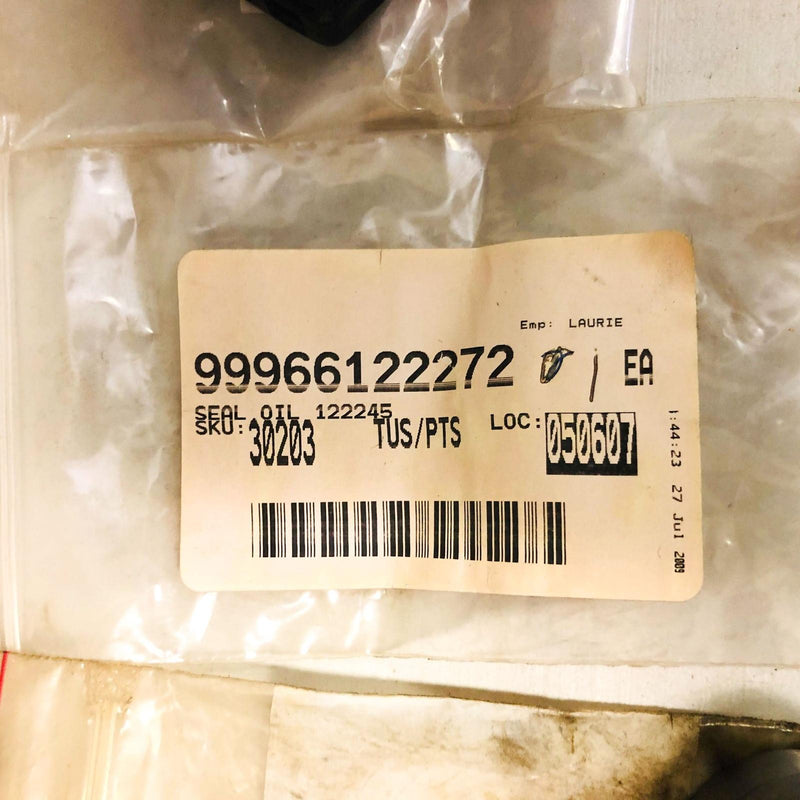 Emp: LAURIE
99966122272 1 EA
SEAL OIL 122245
SKU: 30203 TUS/PTS LOC: 050607
1:44:23 27 Jul 2009